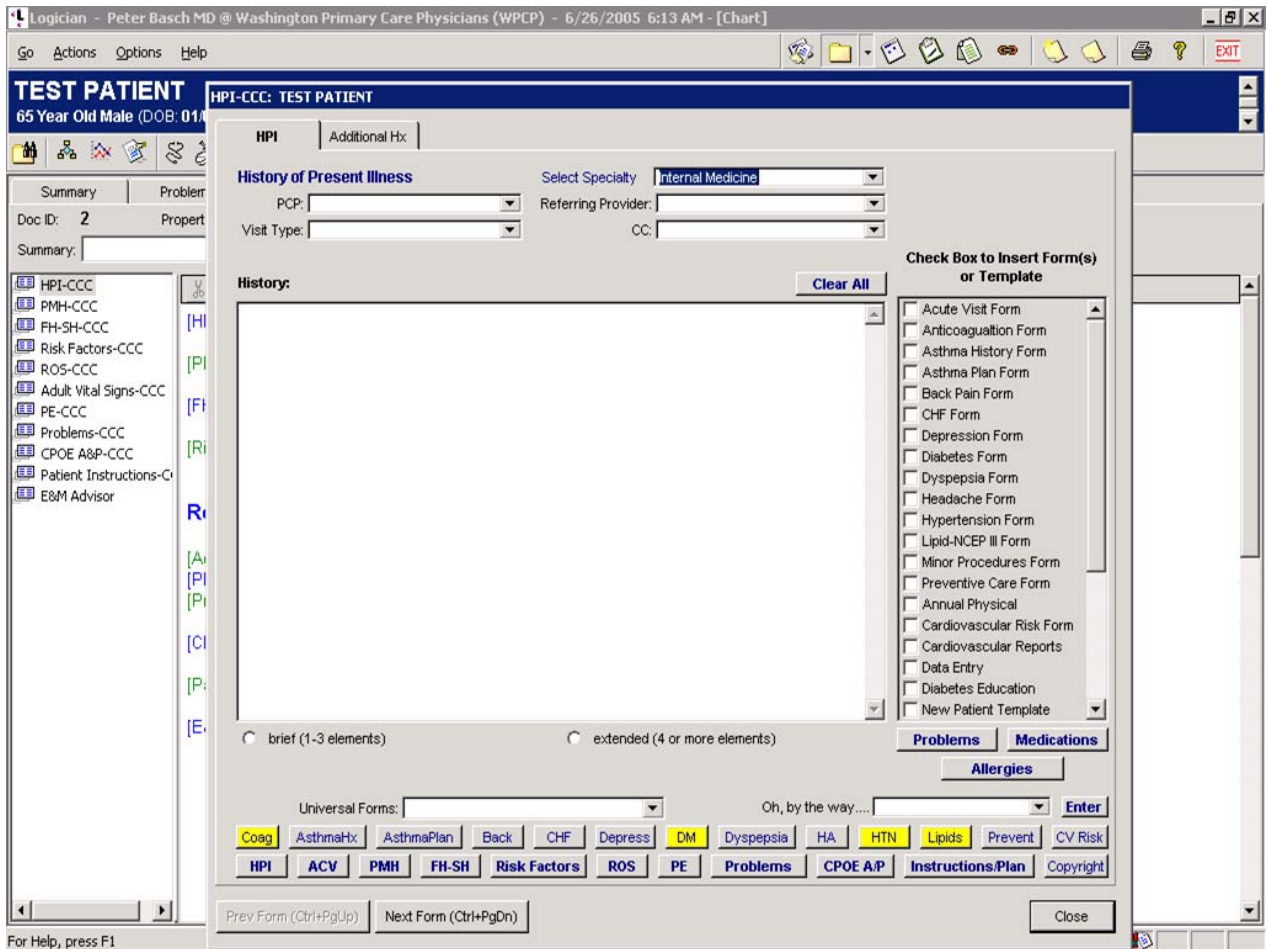 Logician - Peter Basch MD @ Washington Primary Care Physicians (WPCP) - 6/26/2005 6:13 AM - [Chart]
Go Actions Options Help
EXIT
TEST PATIENT
65 Year Old Male (DOB: 01/
HPI-CCC: TEST PATIENT
HPI Additional Hx
Summary Problem
Doc ID: 2 Propert
Summary:
HPI-CCC
PMH-CCC
FH-SH-CCC
Risk Factors-CCC
ROS-CCC
Adult Vital Signs-CCC
PE-CCC
Problems-CCC
CPOE A&P-CCC
Patient Instructions-C
E&M Advisor
History of Present Illness Select Specialty Internal Medicine
PCP: Referring Provider:
Visit Type: CC:
Check Box to Insert Form(s)
or Template
History: Clear All
Acute Visit Form
Anticoagualtion Form
Asthma History Form
Asthma Plan Form
Back Pain Form
CHF Form
Depression Form
Diabetes Form
Dyspepsia Form
Headache Form
Hypertension Form
Lipid-NCEP III Form
Minor Procedures Form
Preventive Care Form
Annual Physical
Cardiovascular Risk Form
Cardiovascular Reports
Data Entry
Diabetes Education
New Patient Template
brief (1-3 elements) extended (4 or more elements)
Problems Medications
Allergies
Universal Forms: Oh, by the way.... Enter
Coag AsthmaHx AsthmaPlan Back CHF Depress DM Dyspepsia HA HTN Lipids Prevent CV Risk
HPI ACV PMH FH-SH Risk Factors ROS PE Problems CPOE A/P Instructions/Plan Copyright
Prev Form (Ctrl+PgUp) Next Form (Ctrl+PgDn) Close
For Help, press F1